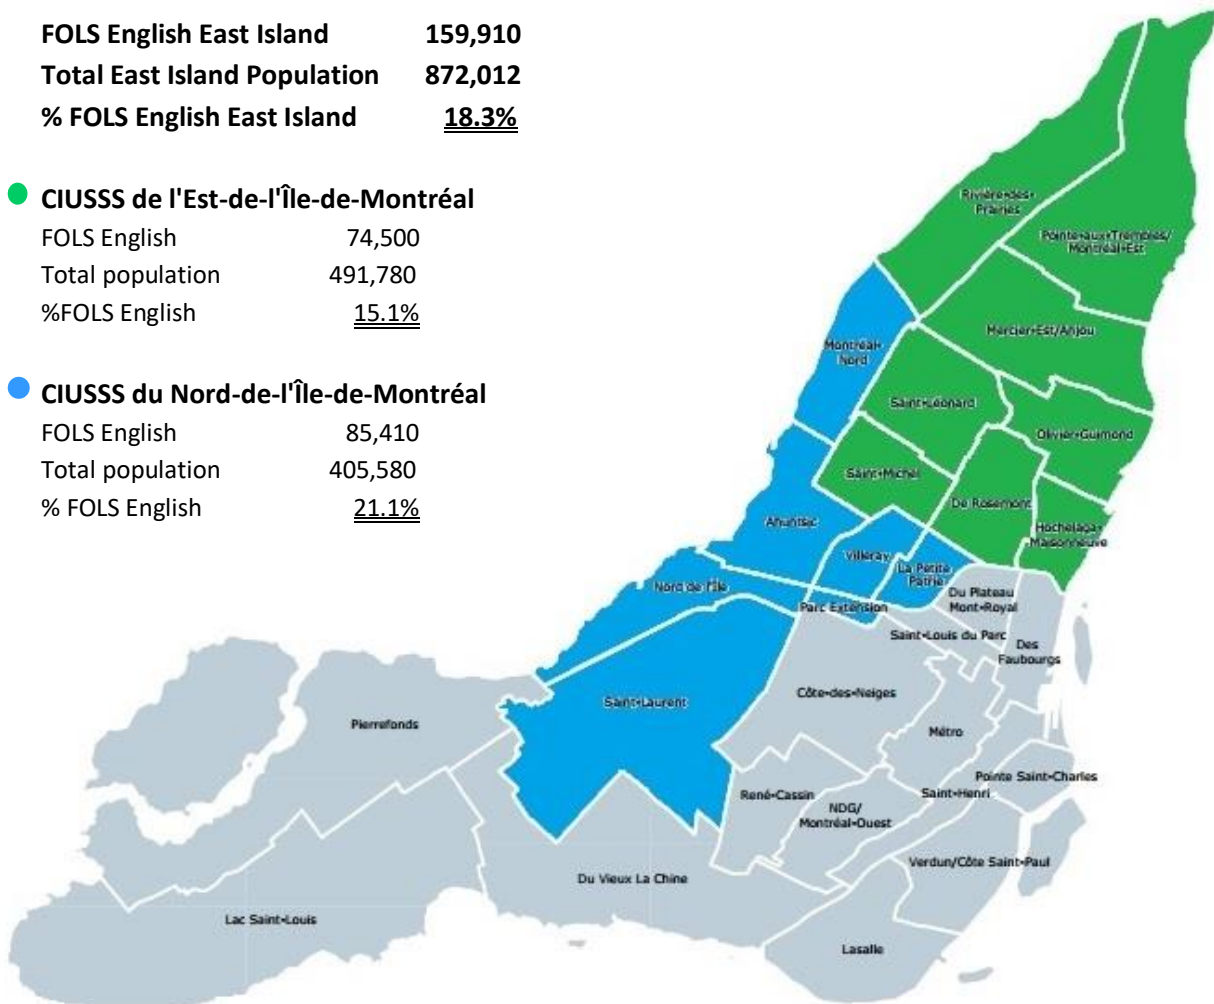 FOLS English East Island 159,910
Total East Island Population 872,012
% FOLS English East Island 18.3%
CIUSSS de l'Est-de-l'Île-de-Montréal
FOLS English 74,500
Total population 491,780
%FOLS English 15.1%
CIUSSS du Nord-de-l'Île-de-Montréal
FOLS English 85,410
Total population 405,580
% FOLS English 21.1%
Rivière-des-
Prairies
Pointe-aux-Trembles/
Montréal-Est
Mercier-Est/Anjou
Montréal-
Nord
Saint-Léonard
Olivier-Guimond
Saint-Michel
De Rosemont
Hochelaga-
-Maisonneuve
Ahuntsic
Villeray
La Petite
Patrie
Nord de l'Île
Parc Extension
Du Plateau
Mont-Royal
Saint-Louis du Parc
Des
Faubourgs
Saint-Laurent
Côte-des-Neiges
Pierrefonds
Métro
Pointe Saint-Charles
René-Cassin
Saint-Henri
NDG/
Montréal-Ouest
Verdun/Côte Saint-Paul
Du Vieux La Chine
Lac Saint-Louis
Lasalle